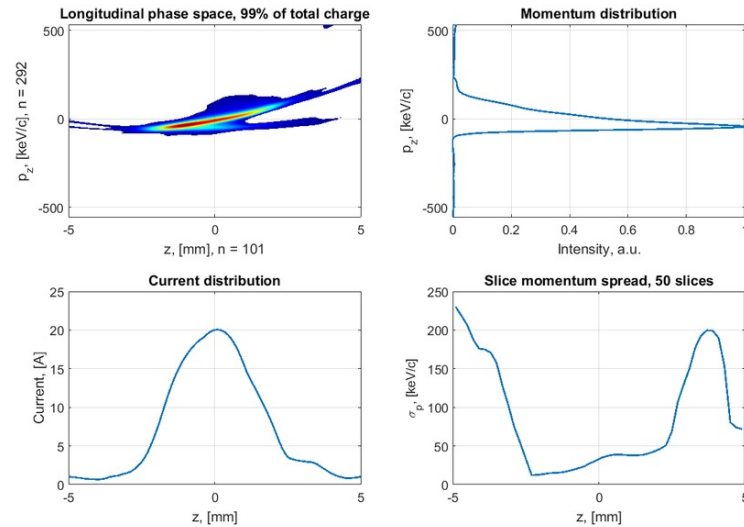 Longitudinal phase space, 99% of total charge
500
0
-500
p_z, [keV/c], n = 292
-5
0
5
z, [mm], n = 101
Momentum distribution
500
0
-500
p_z, [keV/c]
0
0.2
0.4
0.6
0.8
1
Intensity, a.u.
Current distribution
25
20
15
10
5
0
Current, [A]
-5
0
5
z, [mm]
Slice momentum spread, 50 slices
250
200
150
100
50
0
σ_p, [keV/c]
-5
0
5
z, [mm]